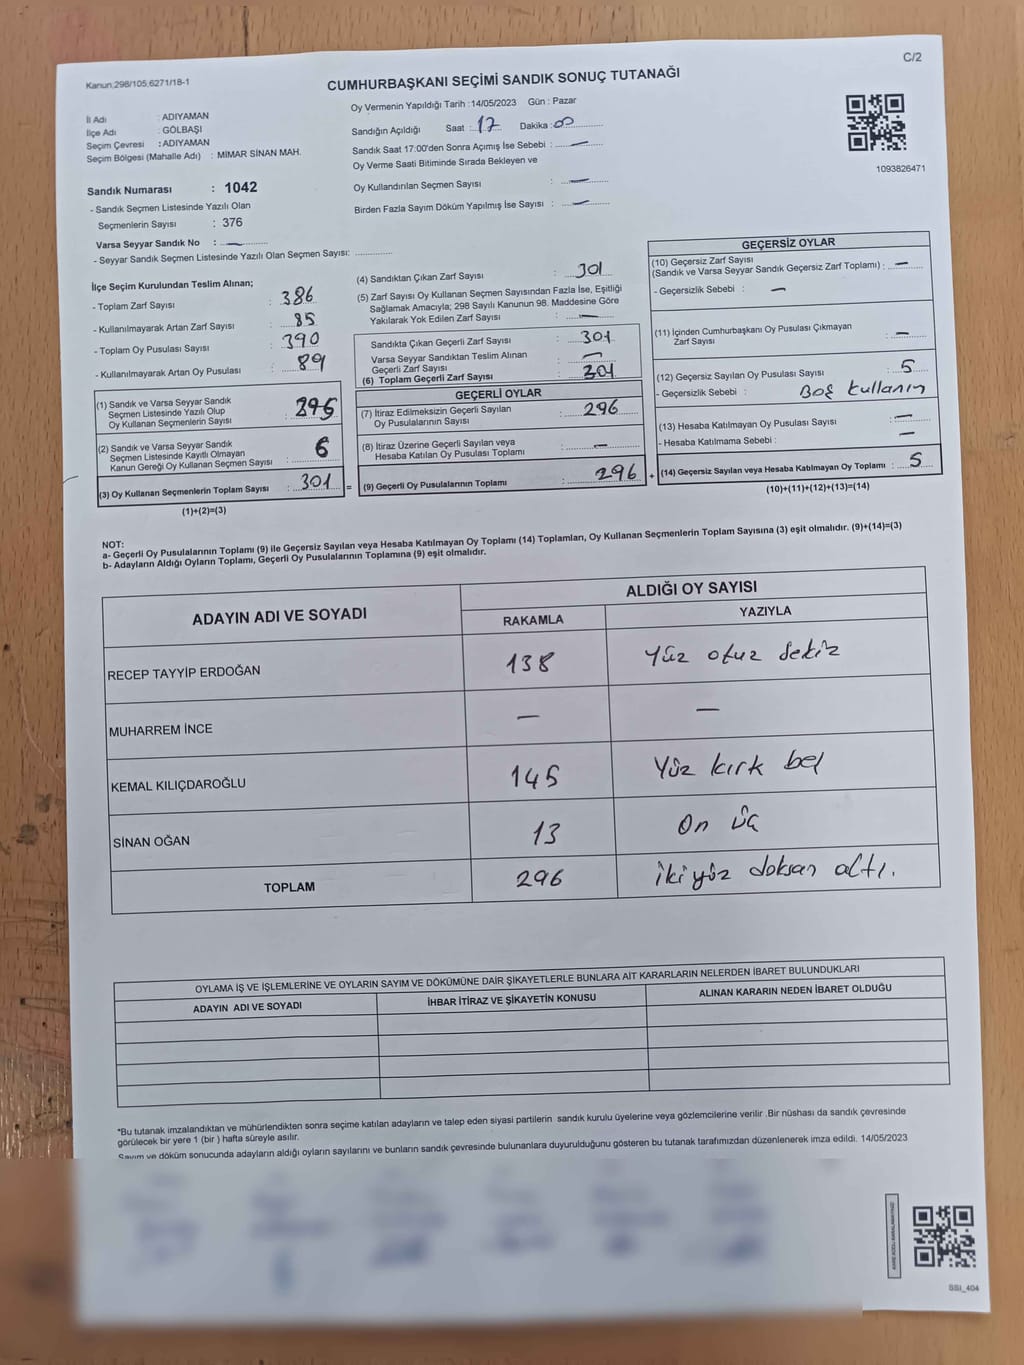 C/2
Kanun:298/105,6271/18-1
CUMHURBAŞKANI SEÇİMİ SANDIK SONUÇ TUTANAĞI
Oy Vermenin Yapıldığı Tarih :14/05/2023 Gün : Pazar
İl Adı : ADIYAMAN
İlçe Adı : GÖLBAŞI
Seçim Çevresi : ADIYAMAN
Seçim Bölgesi (Mahalle Adı) : MİMAR SİNAN MAH.
Sandığın Açıldığı Saat : 17 Dakika : 00
Sandık Saat 17:00'den Sonra Açımış İse Sebebi : —
Oy Verme Saati Bitiminde Sırada Bekleyen ve
Oy Kullandırılan Seçmen Sayısı : —
Birden Fazla Sayım Döküm Yapılmış İse Sayısı : —
1093826471
Sandık Numarası : 1042
- Sandık Seçmen Listesinde Yazılı Olan
Seçmenlerin Sayısı : 376
Varsa Seyyar Sandık No : —
- Seyyar Sandık Seçmen Listesinde Yazılı Olan Seçmen Sayısı:
İlçe Seçim Kurulundan Teslim Alınan;
- Toplam Zarf Sayısı : 386
- Kullanılmayarak Artan Zarf Sayısı : 85
- Toplam Oy Pusulası Sayısı : 390
- Kullanılmayarak Artan Oy Pusulası : 89
(1) Sandık ve Varsa Seyyar Sandık
Seçmen Listesinde Yazılı Olup
Oy Kullanan Seçmenlerin Sayısı : 295
(2) Sandık ve Varsa Seyyar Sandık
Seçmen Listesinde Kayıtlı Olmayan
Kanun Gereği Oy Kullanan Seçmen Sayısı : 6
(3) Oy Kullanan Seçmenlerin Toplam Sayısı : 301 =
(1)+(2)=(3)
(4) Sandıktan Çıkan Zarf Sayısı : 301
(5) Zarf Sayısı Oy Kullanan Seçmen Sayısından Fazla İse, Eşitliği
Sağlamak Amacıyla; 298 Sayılı Kanunun 98. Maddesine Göre
Yakılarak Yok Edilen Zarf Sayısı : —
Sandıkta Çıkan Geçerli Zarf Sayısı : 301
Varsa Seyyar Sandıktan Teslim Alınan
Geçerli Zarf Sayısı : —
(6) Toplam Geçerli Zarf Sayısı : 301
GEÇERLİ OYLAR
(7) İtiraz Edilmeksizin Geçerli Sayılan
Oy Pusulalarının Sayısı : 296
(8) İtiraz Üzerine Geçerli Sayılan veya
Hesaba Katılan Oy Pusulası Toplamı : —
(9) Geçerli Oy Pusulalarının Toplamı : 296 +
GEÇERSİZ OYLAR
(10) Geçersiz Zarf Sayısı
(Sandık ve Varsa Seyyar Sandık Geçersiz Zarf Toplamı) : —
- Geçersizlik Sebebi : —
(11) İçinden Cumhurbaşkanı Oy Pusulası Çıkmayan
Zarf Sayısı : —
(12) Geçersiz Sayılan Oy Pusulası Sayısı : 5
- Geçersizlik Sebebi : Boş kullanım
(13) Hesaba Katılmayan Oy Pusulası Sayısı : —
- Hesaba Katılmama Sebebi : —
(14) Geçersiz Sayılan veya Hesaba Katılmayan Oy Toplamı : 5
(10)+(11)+(12)+(13)=(14)
NOT:
a- Geçerli Oy Pusulalarının Toplamı (9) ile Geçersiz Sayılan veya Hesaba Katılmayan Oy Toplamı (14) Toplamları, Oy Kullanan Seçmenlerin Toplam Sayısına (3) eşit olmalıdır. (9)+(14)=(3)
b- Adayların Aldığı Oyların Toplamı, Geçerli Oy Pusulalarının Toplamına (9) eşit olmalıdır.
ADAYIN ADI VE SOYADI ALDIĞI OY SAYISI
RAKAMLA YAZIYLA
RECEP TAYYİP ERDOĞAN 138 Yüz otuz sekiz
MUHARREM İNCE — —
KEMAL KILIÇDAROĞLU 145 Yüz kırk beş
SİNAN OĞAN 13 On üç
TOPLAM 296 iki yüz doksan altı.
OYLAMA İŞ VE İŞLEMLERİNE VE OYLARIN SAYIM VE DÖKÜMÜNE DAİR ŞİKAYETLERLE BUNLARA AİT KARARLARIN NELERDEN İBARET BULUNDUKLARI
ADAYIN ADI VE SOYADI İHBAR İTİRAZ VE ŞİKAYETİN KONUSU ALINAN KARARIN NEDEN İBARET OLDUĞU
*Bu tutanak imzalandıktan ve mühürlendikten sonra seçime katılan adayların ve talep eden siyasi partilerin sandık kurulu üyelerine veya gözlemcilerine verilir .Bir nüshası da sandık çevresinde
görülecek bir yere 1 (bir ) hafta süreyle asılır.
Sayım ve döküm sonucunda adayların aldığı oyların sayılarını ve bunların sandık çevresinde bulunanlara duyurulduğunu gösteren bu tutanak tarafımızdan düzenlenerek imza edildi. 14/05/2023
SSI_404